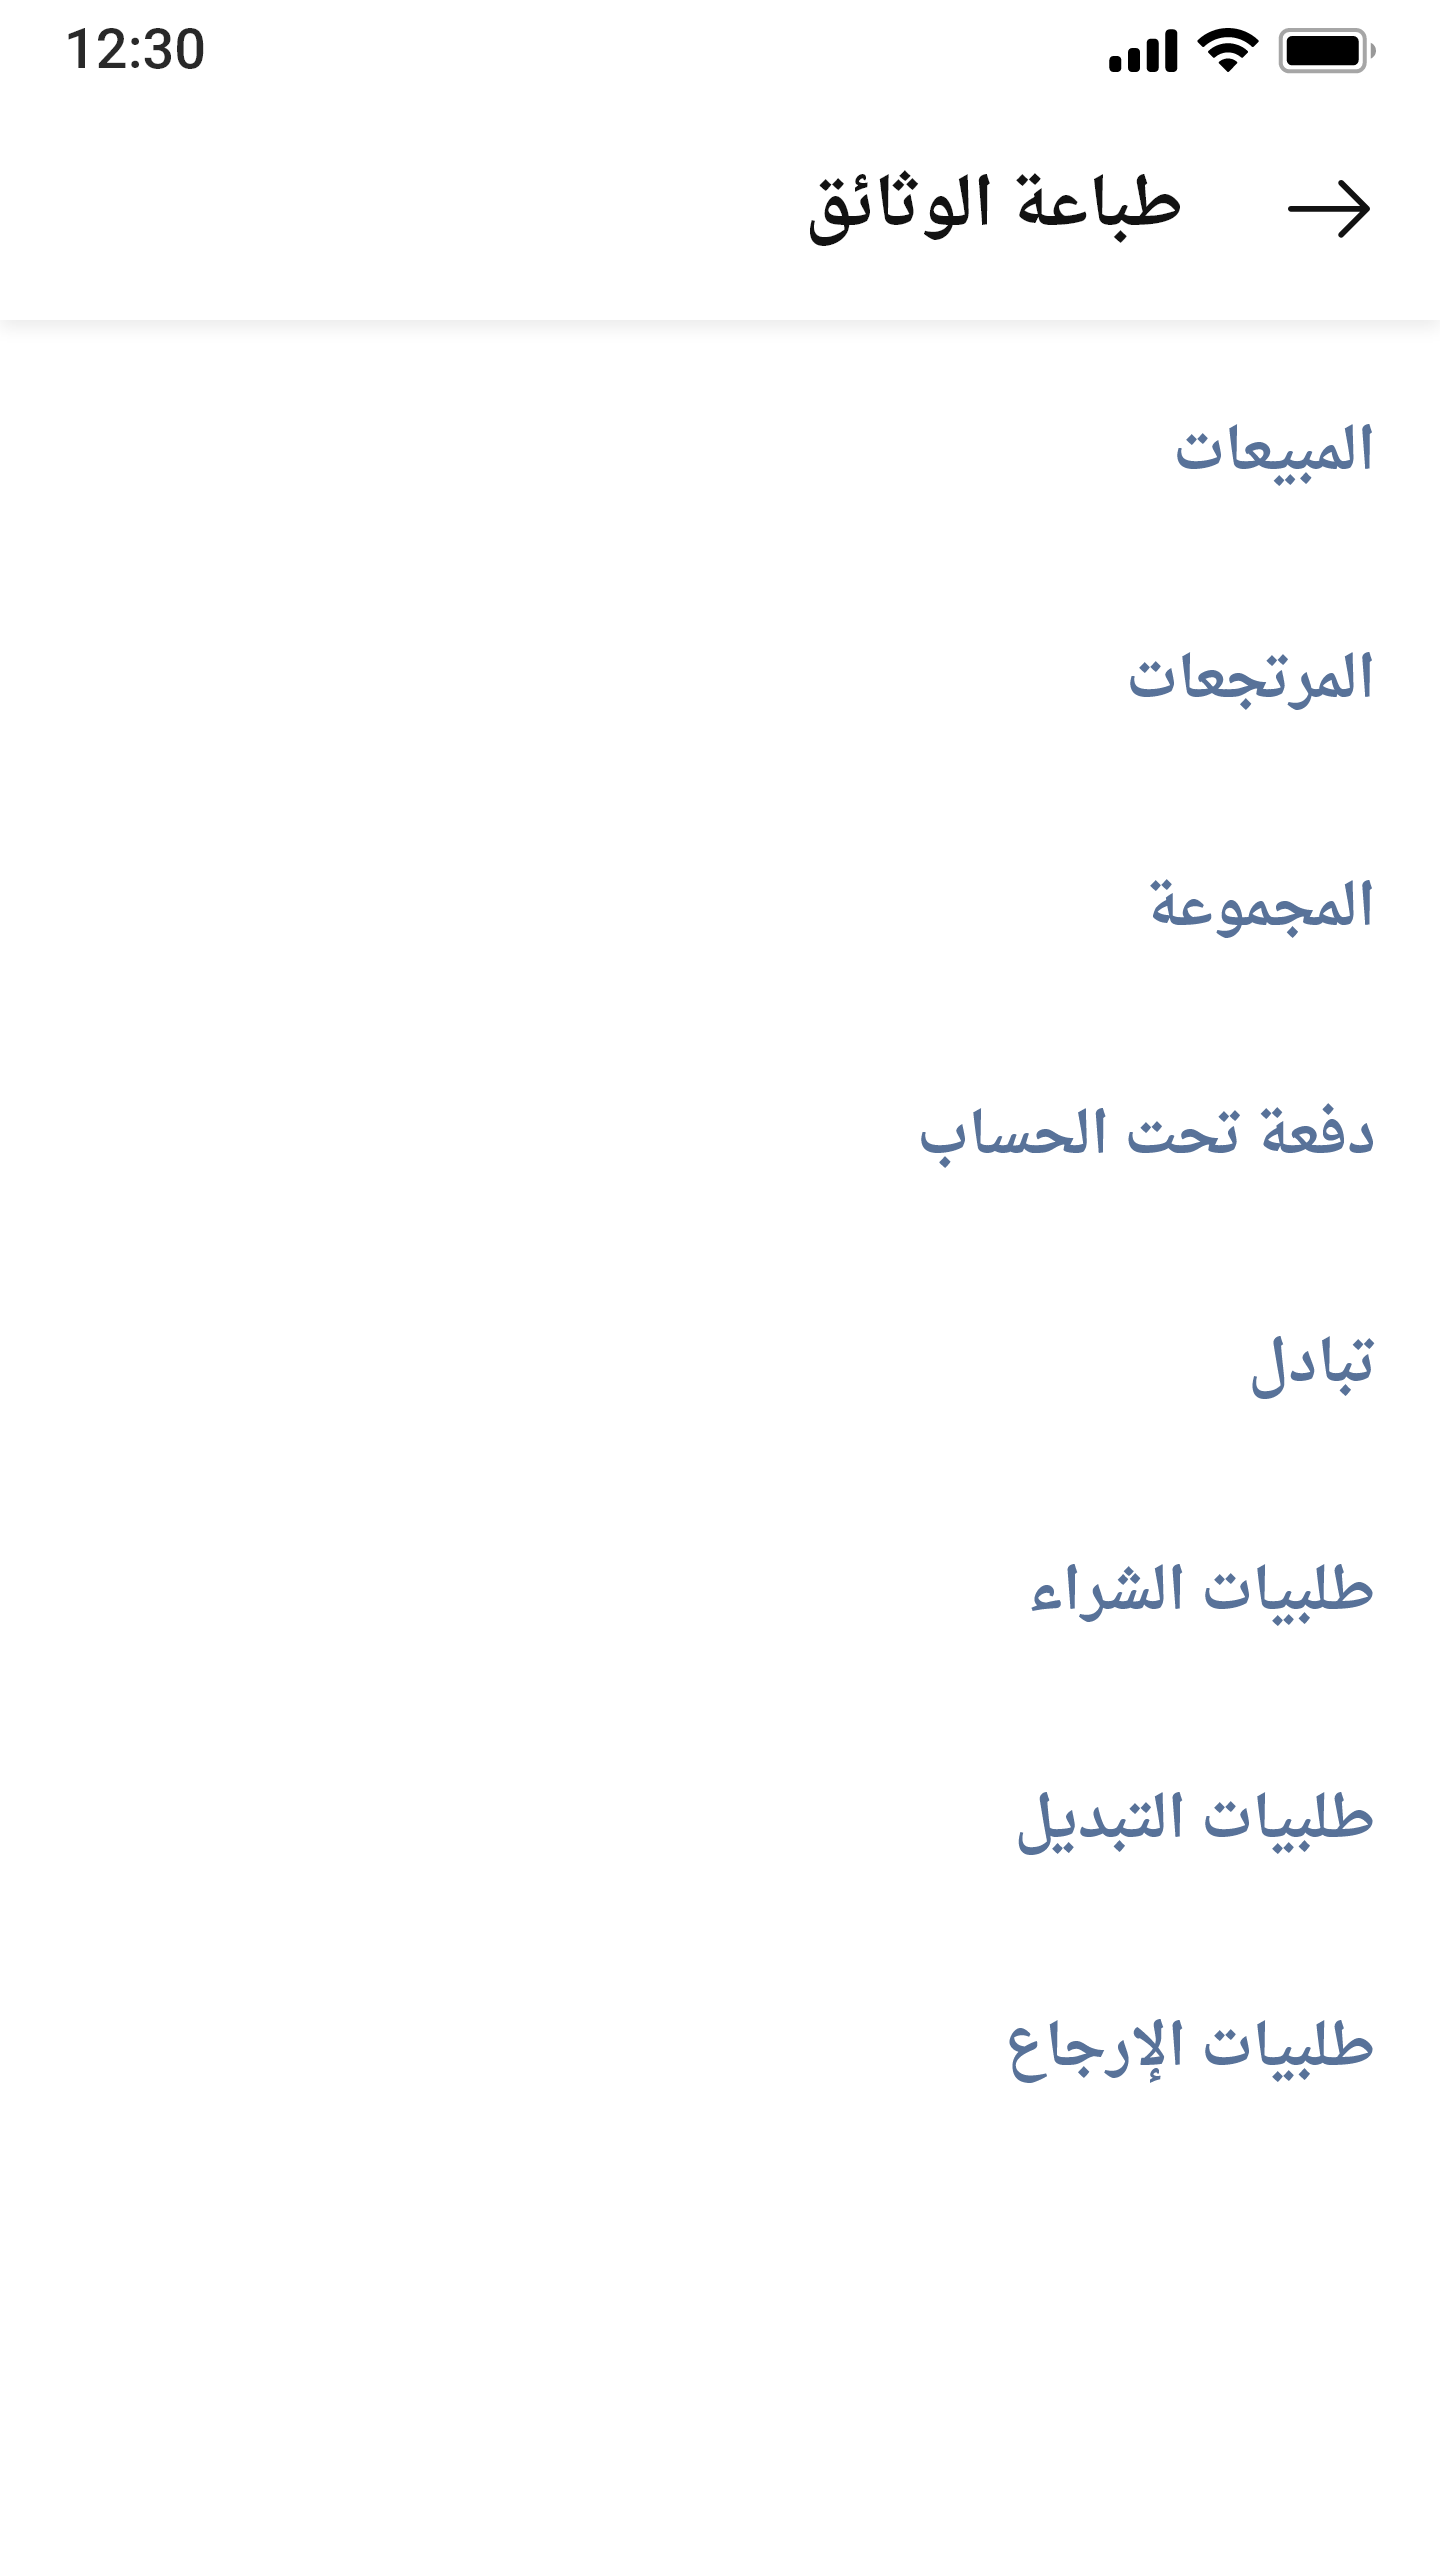 12:30
طباعة الوثائق
المبيعات
المرتجعات
المجموعة
دفعة تحت الحساب
تبادل
طلبيات الشراء
طلبيات التبديل
طلبيات الإرجاع